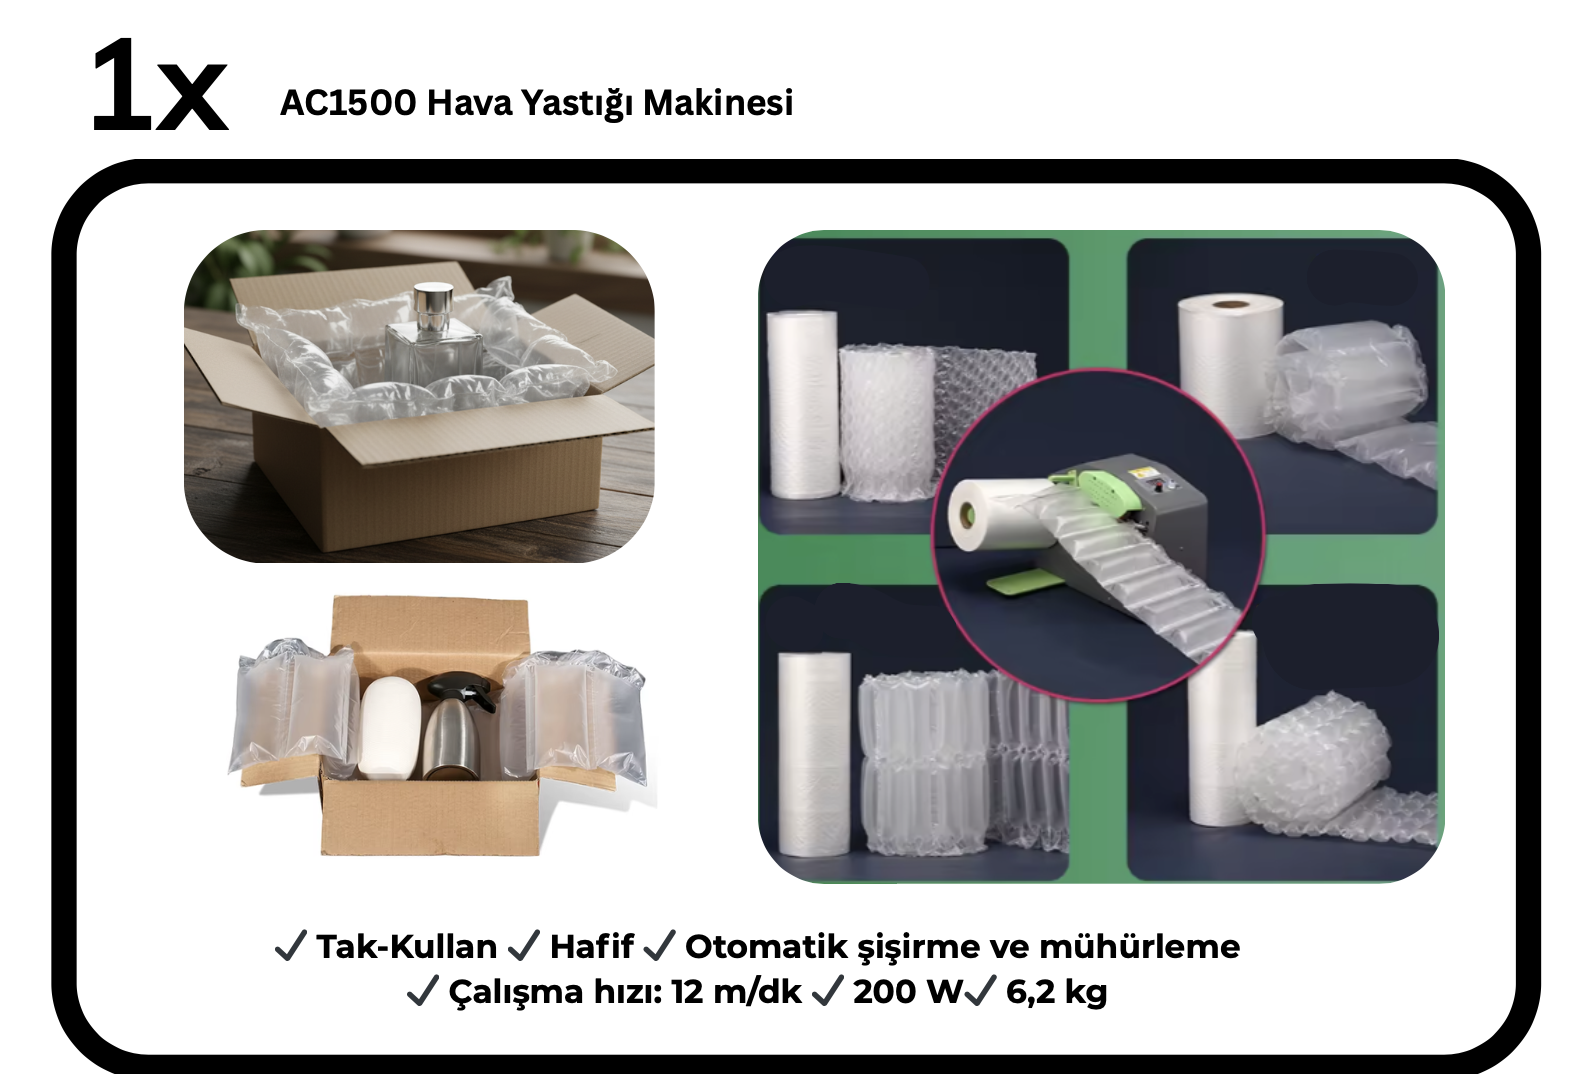 1x
AC1500 Hava Yastığı Makinesi
✓ Tak-Kullan ✓ Hafif ✓ Otomatik şişirme ve mühürleme
✓ Çalışma hızı: 12 m/dk ✓ 200 W✓ 6,2 kg